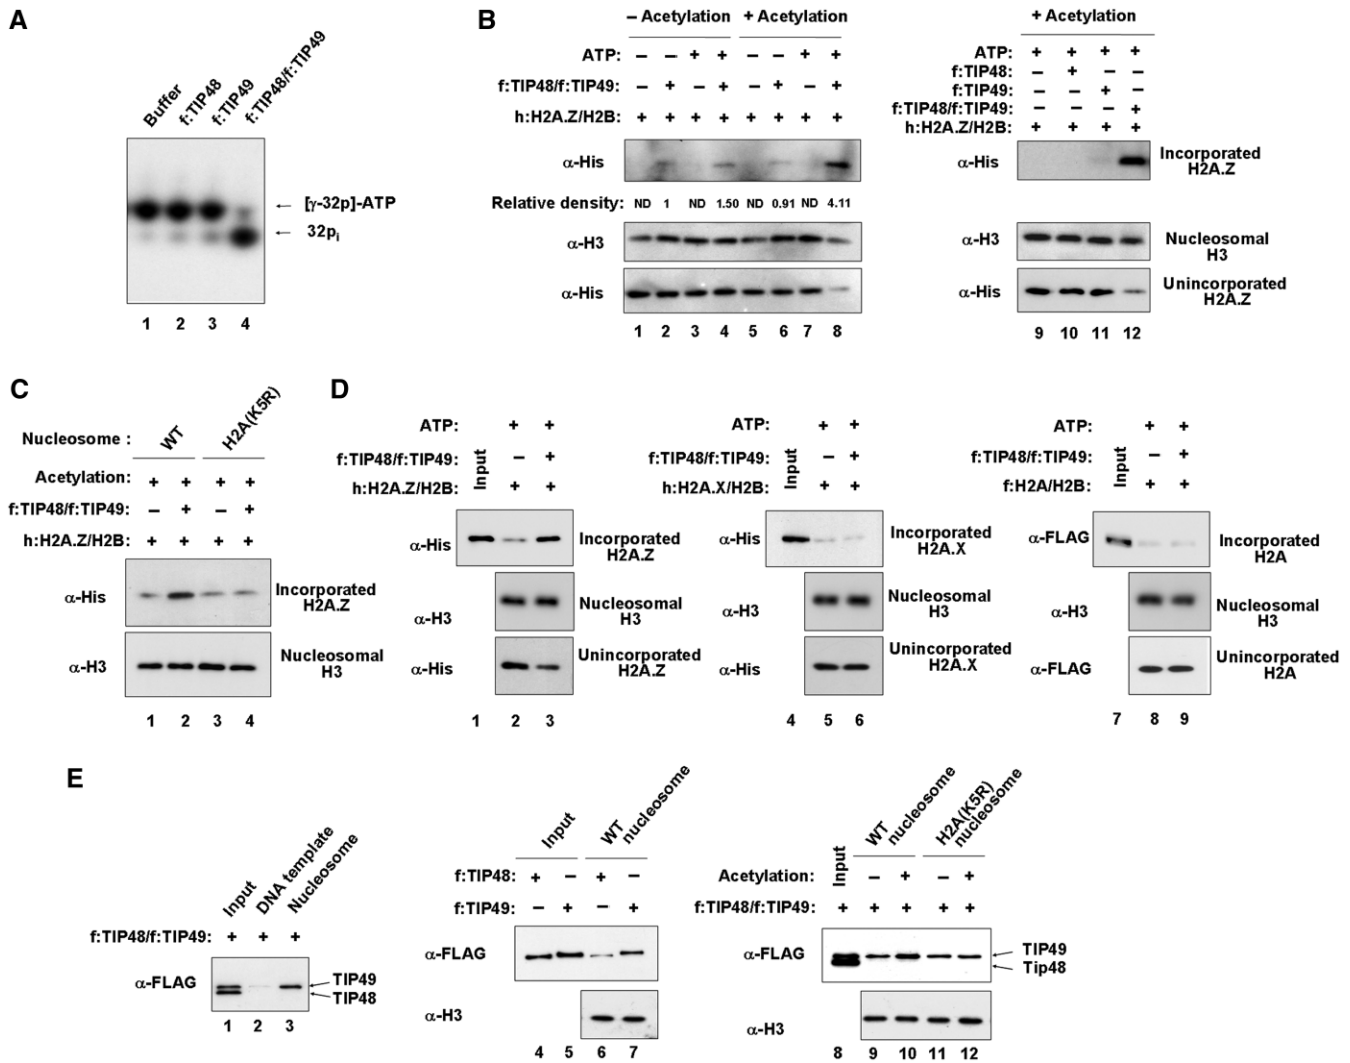 A
Buffer
f:TIP48
f:TIP49
f:TIP48/f:TIP49
[γ-32p]-ATP
32pi
1 2 3 4
B
– Acetylation + Acetylation
ATP: – – + + – – + +
f:TIP48/f:TIP49: – + – + – + – +
h:H2A.Z/H2B: + + + + + + + +
α-His
Relative density: ND 1 ND 1.50 ND 0.91 ND 4.11
α-H3
α-His
1 2 3 4 5 6 7 8
+ Acetylation
ATP: + + + +
f:TIP48: – + – –
f:TIP49: – – + –
f:TIP48/f:TIP49: – – – +
h:H2A.Z/H2B: + + + +
α-His Incorporated
H2A.Z
α-H3 Nucleosomal
H3
α-His Unincorporated
H2A.Z
9 10 11 12
C
Nucleosome : WT H2A(K5R)
Acetylation: + + + +
f:TIP48/f:TIP49: – + – +
h:H2A.Z/H2B: + + + +
α-His Incorporated
H2A.Z
α-H3 Nucleosomal
H3
1 2 3 4
D
ATP: + +
f:TIP48/f:TIP49: – +
h:H2A.Z/H2B: Input + +
α-His Incorporated
H2A.Z
α-H3 Nucleosomal
H3
α-His Unincorporated
H2A.Z
1 2 3
ATP: + +
f:TIP48/f:TIP49: – +
h:H2A.X/H2B: Input + +
α-His Incorporated
H2A.X
α-H3 Nucleosomal
H3
α-His Unincorporated
H2A.X
4 5 6
ATP: + +
f:TIP48/f:TIP49: – +
f:H2A/H2B: Input + +
α-FLAG Incorporated
H2A
α-H3 Nucleosomal
H3
α-FLAG Unincorporated
H2A
7 8 9
E
Input
DNA template
Nucleosome
f:TIP48/f:TIP49: + + +
α-FLAG TIP49
TIP48
1 2 3
Input
WT
nucleosome
f:TIP48: + – + –
f:TIP49: – + – +
α-FLAG
α-H3
4 5 6 7
Input
WT
nucleosome
H2A(K5R)
nucleosome
Acetylation: – + – +
f:TIP48/f:TIP49: + + + + +
α-FLAG TIP49
Tip48
α-H3
8 9 10 11 12